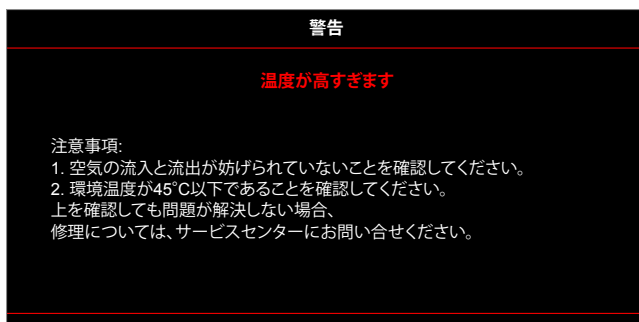 警告
温度が高すぎます
注意事項:
1. 空気の流入と流出が妨げられていないことを確認してください。
2. 環境温度が45°C以下であることを確認してください。
上を確認しても問題が解決しない場合、
修理については、サービスセンターにお問い合せください。